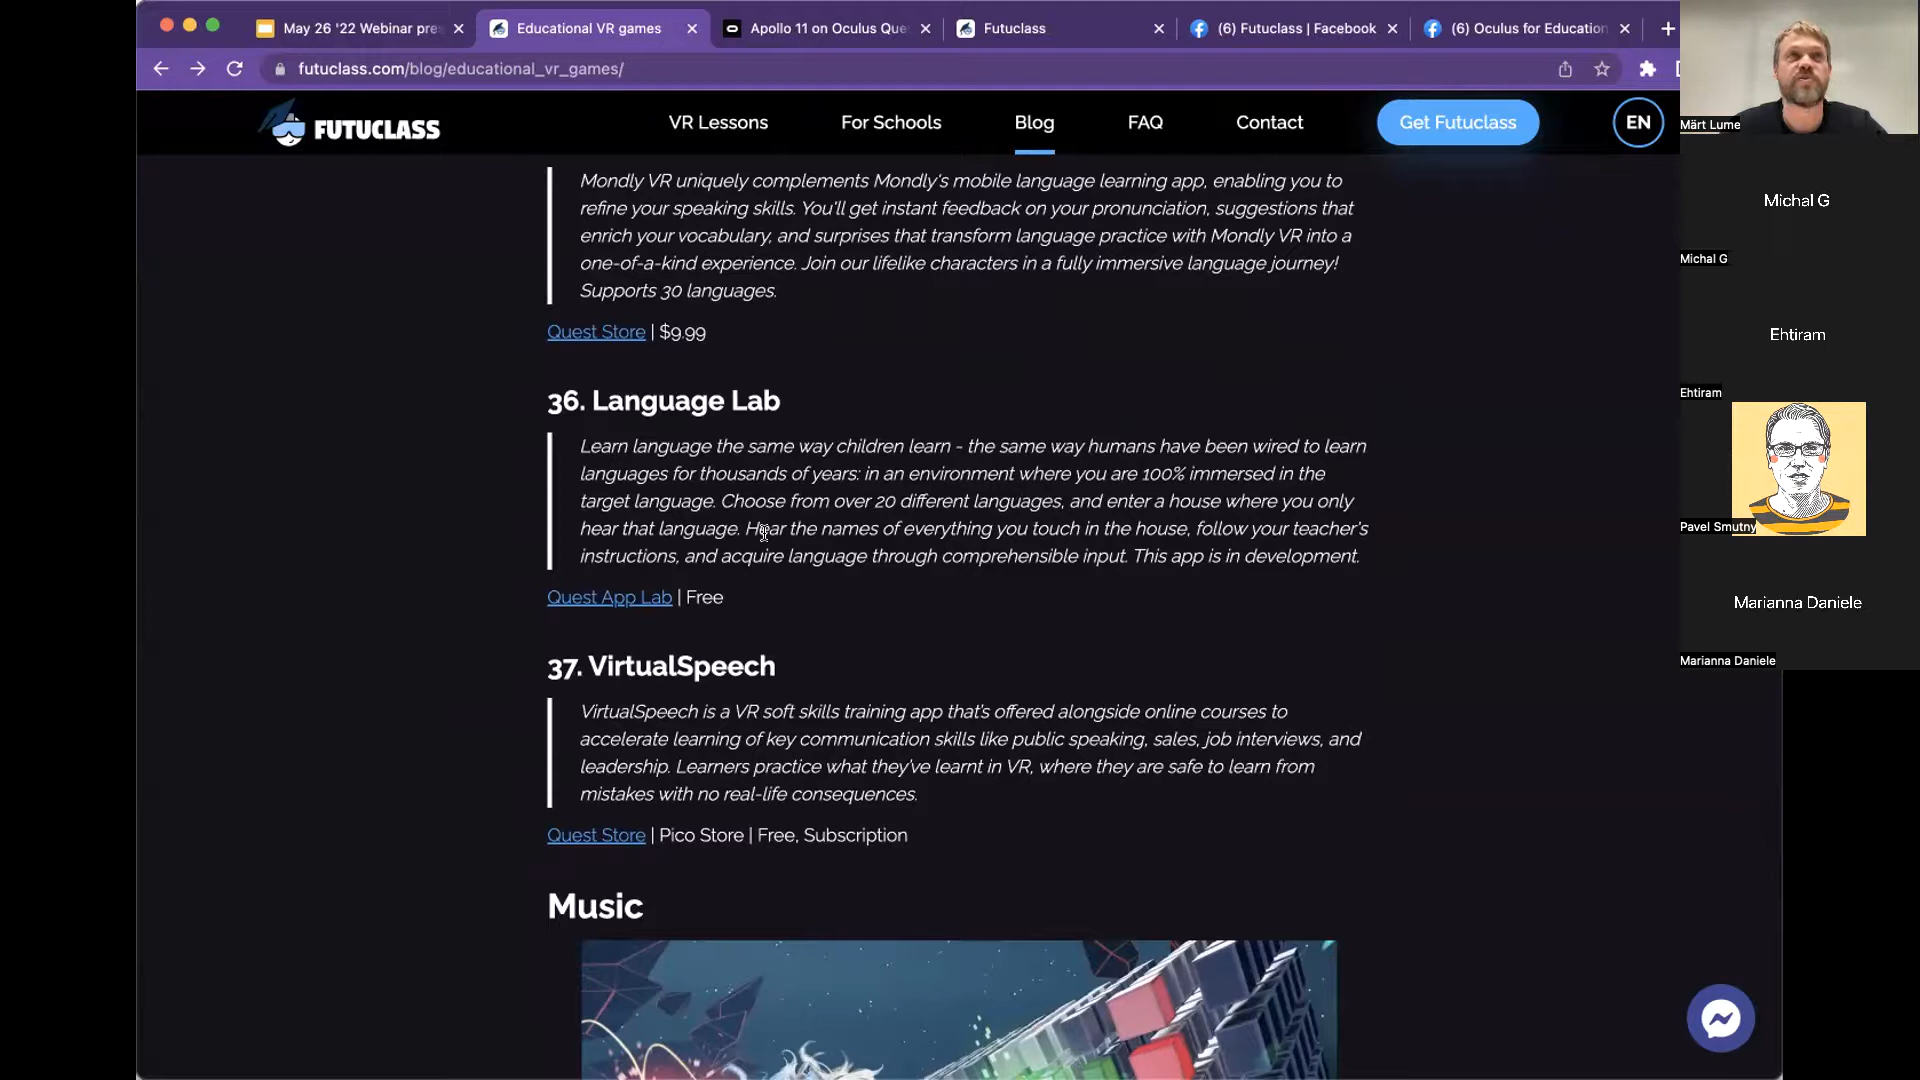 May 26 '22 Webinar pres
Educational VR games
Apollo 11 on Oculus Que
Futuclass
(6) Futuclass | Facebook
(6) Oculus for Education
futuclass.com/blog/educational_vr_games/
FUTUCLASS
VR Lessons
For Schools
Blog
FAQ
Contact
Get Futuclass
EN
Mondly VR uniquely complements Mondly's mobile language learning app, enabling you to
refine your speaking skills. You'll get instant feedback on your pronunciation, suggestions that
enrich your vocabulary, and surprises that transform language practice with Mondly VR into a
one-of-a-kind experience. Join our lifelike characters in a fully immersive language journey!
Supports 30 languages.
Quest Store | $9.99
36. Language Lab
Learn language the same way children learn - the same way humans have been wired to learn
languages for thousands of years: in an environment where you are 100% immersed in the
target language. Choose from over 20 different languages, and enter a house where you only
hear that language. Hear the names of everything you touch in the house, follow your teacher's
instructions, and acquire language through comprehensible input. This app is in development.
Quest App Lab | Free
37. VirtualSpeech
VirtualSpeech is a VR soft skills training app that's offered alongside online courses to
accelerate learning of key communication skills like public speaking, sales, job interviews, and
leadership. Learners practice what they've learnt in VR, where they are safe to learn from
mistakes with no real-life consequences.
Quest Store | Pico Store | Free, Subscription
Music
Märt Lume
Michal G
Michal G
Ehtiram
Ehtiram
Pavel Smutny
Marianna Daniele
Marianna Daniele